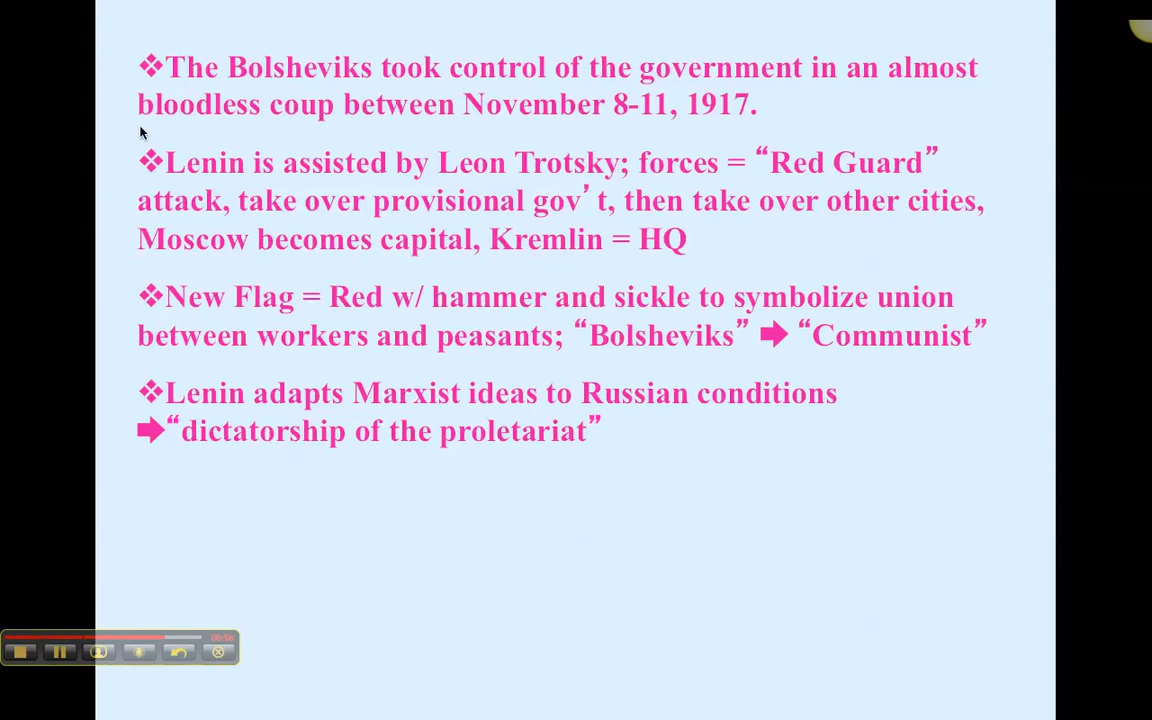 ❖The Bolsheviks took control of the government in an almost
bloodless coup between November 8-11, 1917.
❖Lenin is assisted by Leon Trotsky; forces = “Red Guard”
attack, take over provisional gov’ t, then take over other cities,
Moscow becomes capital, Kremlin = HQ
❖New Flag = Red w/ hammer and sickle to symbolize union
between workers and peasants; “Bolsheviks” ➡ “Communist”
❖Lenin adapts Marxist ideas to Russian conditions
➡“dictatorship of the proletariat”
00:56